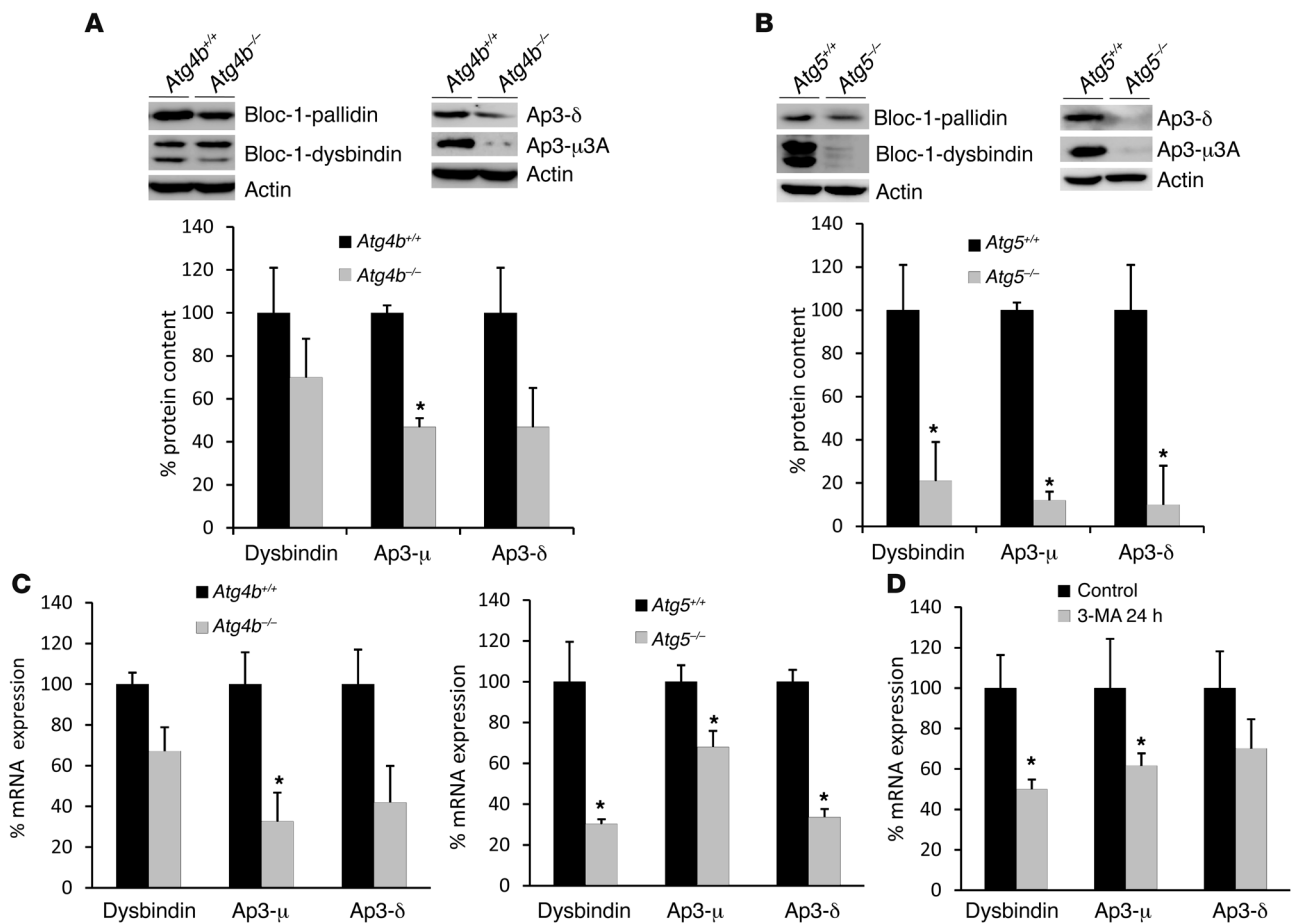 A
Atg4b+/+
Atg4b–/–
Bloc-1-pallidin
Bloc-1-dysbindin
Actin
Atg4b+/+
Atg4b–/–
Ap3-δ
Ap3-μ3A
Actin
140
120
100
80
60
40
20
0
% protein content
Atg4b+/+
Atg4b–/–
*
Dysbindin
Ap3-μ
Ap3-δ
B
Atg5+/+
Atg5–/–
Bloc-1-pallidin
Bloc-1-dysbindin
Actin
Atg5+/+
Atg5–/–
Ap3-δ
Ap3-μ3A
Actin
140
120
100
80
60
40
20
0
% protein content
Atg5+/+
Atg5–/–
*
*
*
Dysbindin
Ap3-μ
Ap3-δ
C
140
120
100
80
60
40
20
0
% mRNA expression
Atg4b+/+
Atg4b–/–
*
Dysbindin
Ap3-μ
Ap3-δ
140
120
100
80
60
40
20
0
% mRNA expression
Atg5+/+
Atg5–/–
*
*
*
Dysbindin
Ap3-μ
Ap3-δ
D
140
120
100
80
60
40
20
0
% mRNA expression
Control
3-MA 24 h
*
*
Dysbindin
Ap3-μ
Ap3-δ